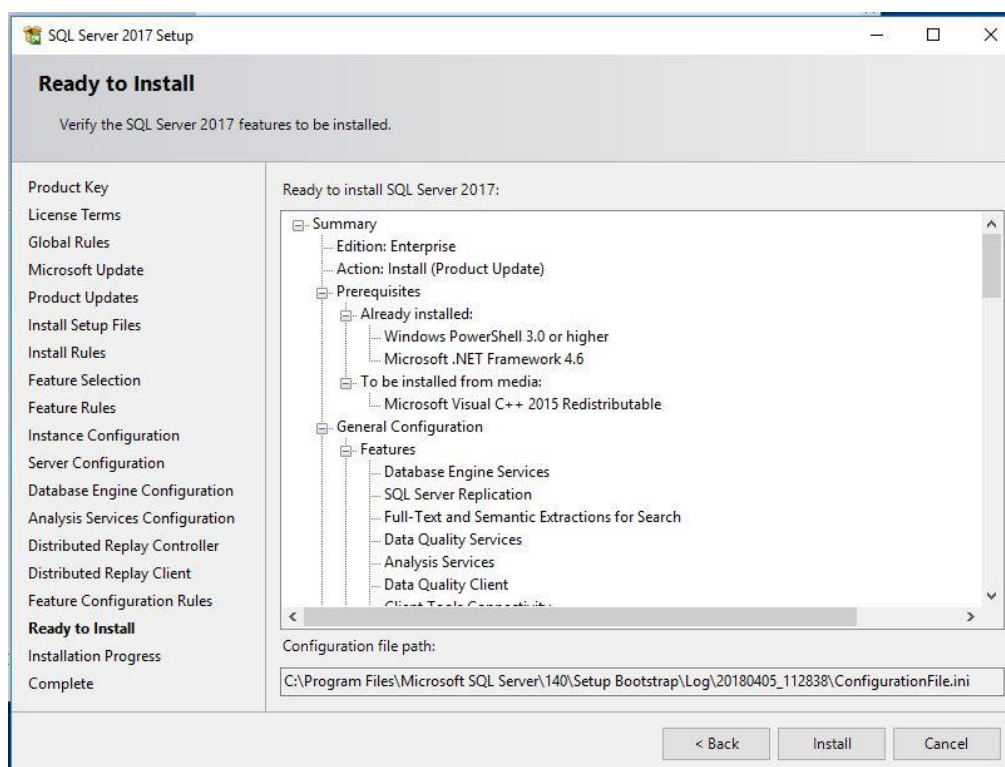 SQL Server 2017 Setup
Ready to Install
Verify the SQL Server 2017 features to be installed.
Product Key
License Terms
Global Rules
Microsoft Update
Product Updates
Install Setup Files
Install Rules
Feature Selection
Feature Rules
Instance Configuration
Server Configuration
Database Engine Configuration
Analysis Services Configuration
Distributed Replay Controller
Distributed Replay Client
Feature Configuration Rules
Ready to Install
Installation Progress
Complete
Ready to install SQL Server 2017:
Summary
Edition: Enterprise
Action: Install (Product Update)
Prerequisites
Already installed:
Windows PowerShell 3.0 or higher
Microsoft .NET Framework 4.6
To be installed from media:
Microsoft Visual C++ 2015 Redistributable
General Configuration
Features
Database Engine Services
SQL Server Replication
Full-Text and Semantic Extractions for Search
Data Quality Services
Analysis Services
Data Quality Client
Client Tools Connectivity
Configuration file path:
C:\Program Files\Microsoft SQL Server\140\Setup Bootstrap\Log\20180405_112838\ConfigurationFile.ini
< Back
Install
Cancel